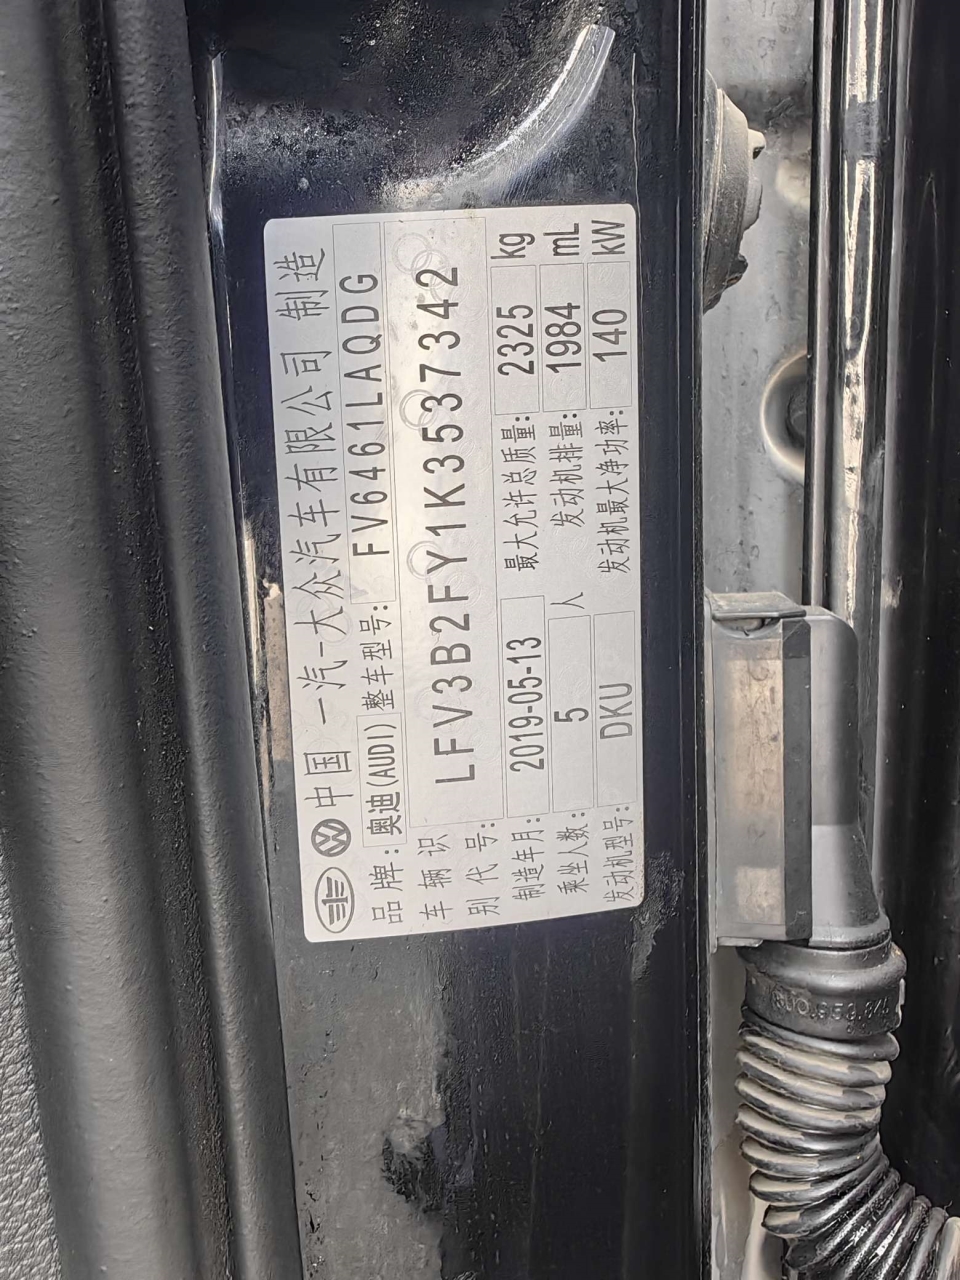 中国一汽-大众汽车有限公司 制造
品牌:奥迪(AUDI) 整车型号: FV6461LAQDG
车辆识别代号: LFV3B2FY1K3537342
制造年月: 2019-05-13 最大允许总质量: 2325 kg
乘坐人数: 5 人 发动机排量: 1984 mL
发动机型号: DKU 发动机最大净功率: 140 kW